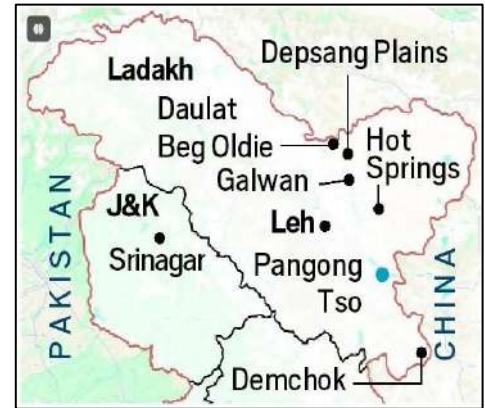 Depsang Plains
Ladakh
Daulat
Beg Oldie
Hot
Springs
Galwan
J&K
Leh
Srinagar
Pangong
Tso
PAKISTAN
CHINA
Demchok